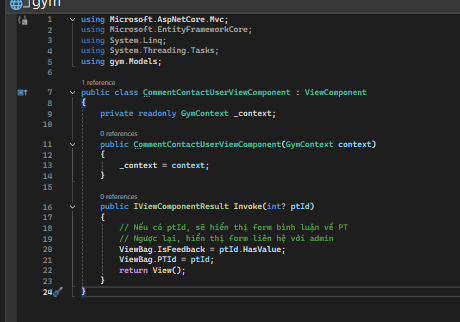 gym
1 using Microsoft.AspNetCore.Mvc;
2 using Microsoft.EntityFrameworkCore;
3 using System.Linq;
4 using System.Threading.Tasks;
5 using gym.Models;
6
1 reference
7 public class CommentContactUserViewComponent : ViewComponent
8 {
9 private readonly GymContext _context;
10
0 references
11 public CommentContactUserViewComponent(GymContext context)
12 {
13 _context = context;
14 }
15
0 references
16 public IViewComponentResult Invoke(int? ptId)
17 {
18 // Nếu có ptId, sẽ hiển thị form bình luận về PT
19 // Ngược lại, hiển thị form liên hệ với admin
20 ViewBag.IsFeedback = ptId.HasValue;
21 ViewBag.PTId = ptId;
22 return View();
23 }
24 }